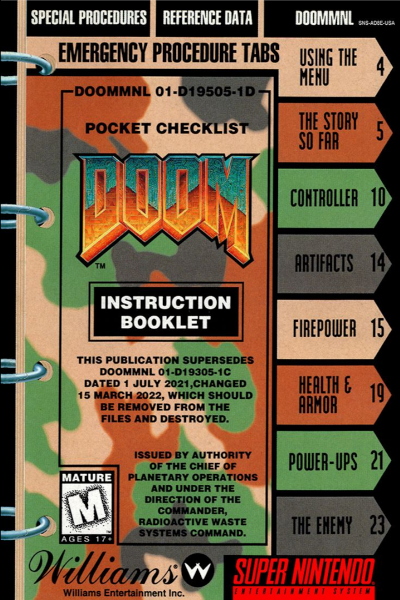 SPECIAL PROCEDURES
REFERENCE DATA
DOOMMNL SNS-AD8E-USA
EMERGENCY PROCEDURE TABS
DOOMMNL 01-D19505-1D
POCKET CHECKLIST
DOOM
TM
INSTRUCTION
BOOKLET
THIS PUBLICATION SUPERSEDES
DOOMMNL 01-D19305-1C
DATED 1 JULY 2021,CHANGED
15 MARCH 2022, WHICH SHOULD
BE REMOVED FROM THE
FILES AND DESTROYED.
ISSUED BY AUTHORITY
OF THE CHIEF OF
PLANETARY OPERATIONS
AND UNDER THE
DIRECTION OF THE
COMMANDER,
RADIOACTIVE WASTE
SYSTEMS COMMAND.
MATURE
M
AGES 17+
Williams® W
Williams Entertainment Inc.
USING THE
MENU 4
THE STORY
SO FAR 5
CONTROLLER 10
ARTIFACTS 14
FIREPOWER 15
HEALTH &
ARMOR 19
POWER-UPS 21
THE ENEMY 23
SUPER NINTENDO
ENTERTAINMENT SYSTEM